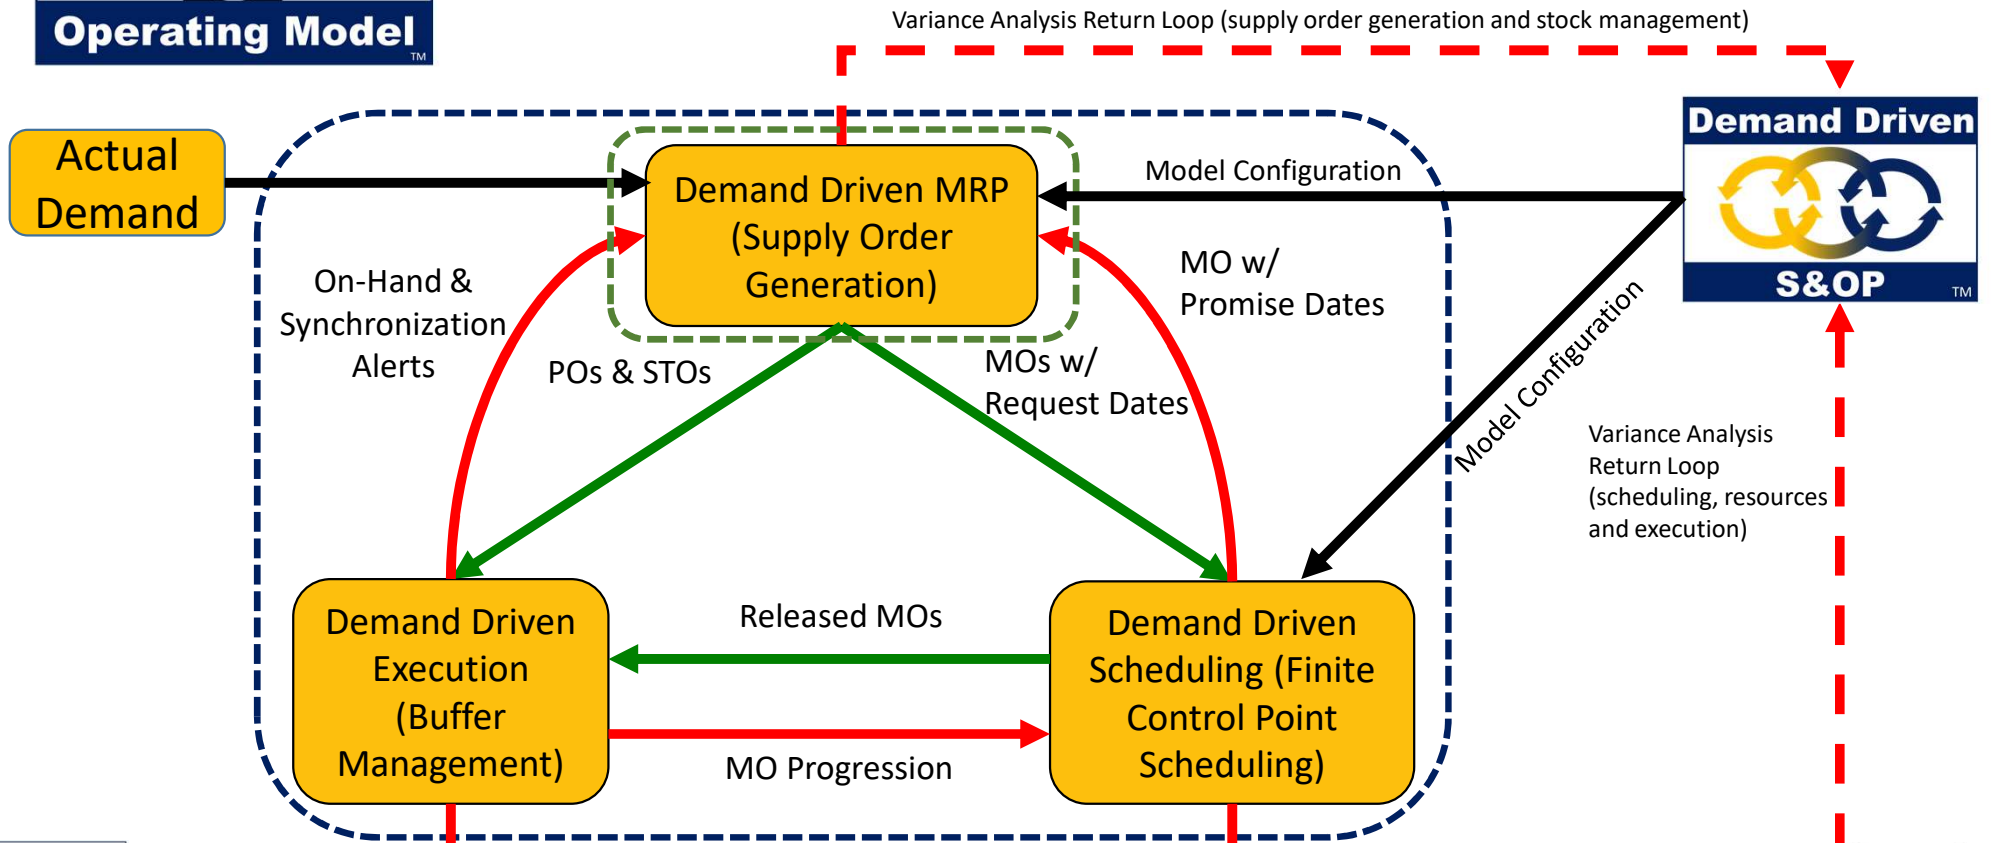 Operating Model
TM
Variance Analysis Return Loop (supply order generation and stock management)
Actual
Demand
Demand Driven MRP
(Supply Order
Generation)
Model Configuration
Demand Driven
S&OP
TM
On-Hand &
Synchronization
Alerts
POs & STOs
MOs w/
Request Dates
MO w/
Promise Dates
Model Configuration
Variance Analysis
Return Loop
(scheduling, resources
and execution)
Demand Driven
Execution
(Buffer
Management)
Released MOs
MO Progression
Demand Driven
Scheduling (Finite
Control Point
Scheduling)